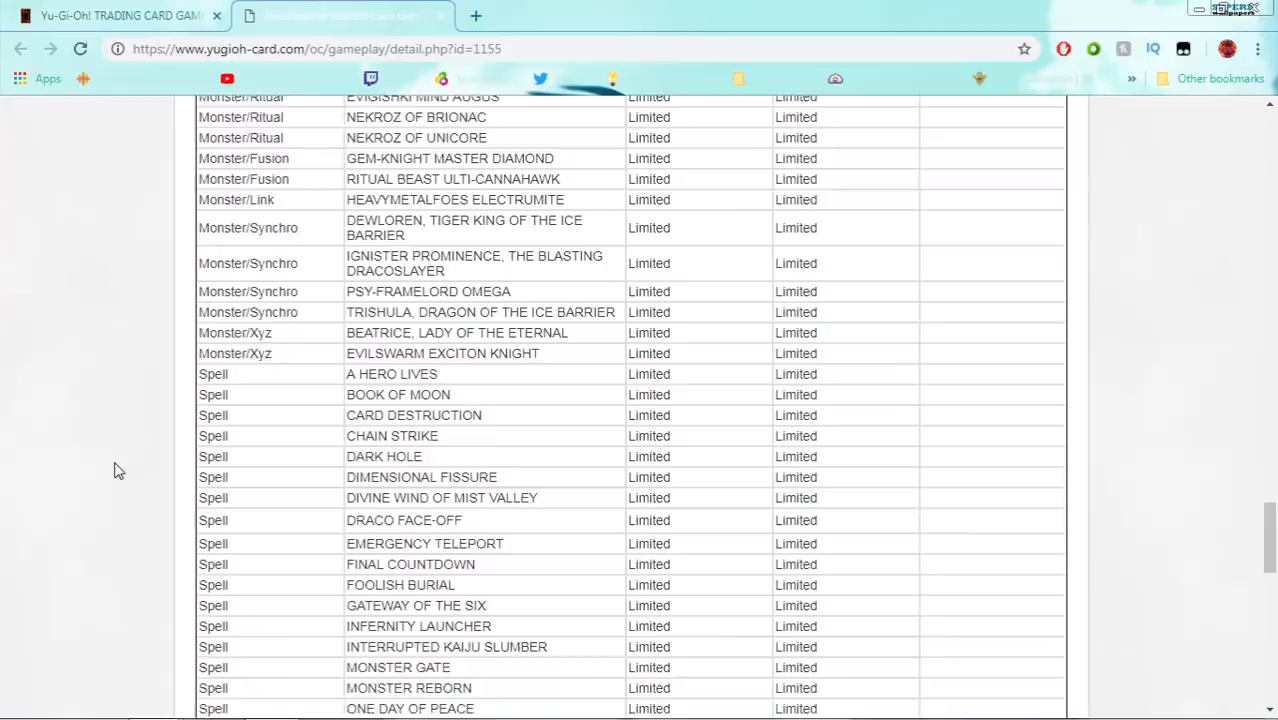 Yu-Gi-Oh! TRADING CARD GAM
https://www.yugioh-card.com/oc/gameplay/detail.php?id=1155
IQ
Apps
» Other bookmarks
Monster/Ritual EVIGISHKI MIND AUGUS Limited Limited
Monster/Ritual NEKROZ OF BRIONAC Limited Limited
Monster/Ritual NEKROZ OF UNICORE Limited Limited
Monster/Fusion GEM-KNIGHT MASTER DIAMOND Limited Limited
Monster/Fusion RITUAL BEAST ULTI-CANNAHAWK Limited Limited
Monster/Link HEAVYMETALFOES ELECTRUMITE Limited Limited
Monster/Synchro DEWLOREN, TIGER KING OF THE ICE
BARRIER Limited Limited
Monster/Synchro IGNISTER PROMINENCE, THE BLASTING
DRACOSLAYER Limited Limited
Monster/Synchro PSY-FRAMELORD OMEGA Limited Limited
Monster/Synchro TRISHULA, DRAGON OF THE ICE BARRIER Limited Limited
Monster/Xyz BEATRICE, LADY OF THE ETERNAL Limited Limited
Monster/Xyz EVILSWARM EXCITON KNIGHT Limited Limited
Spell A HERO LIVES Limited Limited
Spell BOOK OF MOON Limited Limited
Spell CARD DESTRUCTION Limited Limited
Spell CHAIN STRIKE Limited Limited
Spell DARK HOLE Limited Limited
Spell DIMENSIONAL FISSURE Limited Limited
Spell DIVINE WIND OF MIST VALLEY Limited Limited
Spell DRACO FACE-OFF Limited Limited
Spell EMERGENCY TELEPORT Limited Limited
Spell FINAL COUNTDOWN Limited Limited
Spell FOOLISH BURIAL Limited Limited
Spell GATEWAY OF THE SIX Limited Limited
Spell INFERNITY LAUNCHER Limited Limited
Spell INTERRUPTED KAIJU SLUMBER Limited Limited
Spell MONSTER GATE Limited Limited
Spell MONSTER REBORN Limited Limited
Spell ONE DAY OF PEACE Limited Limited